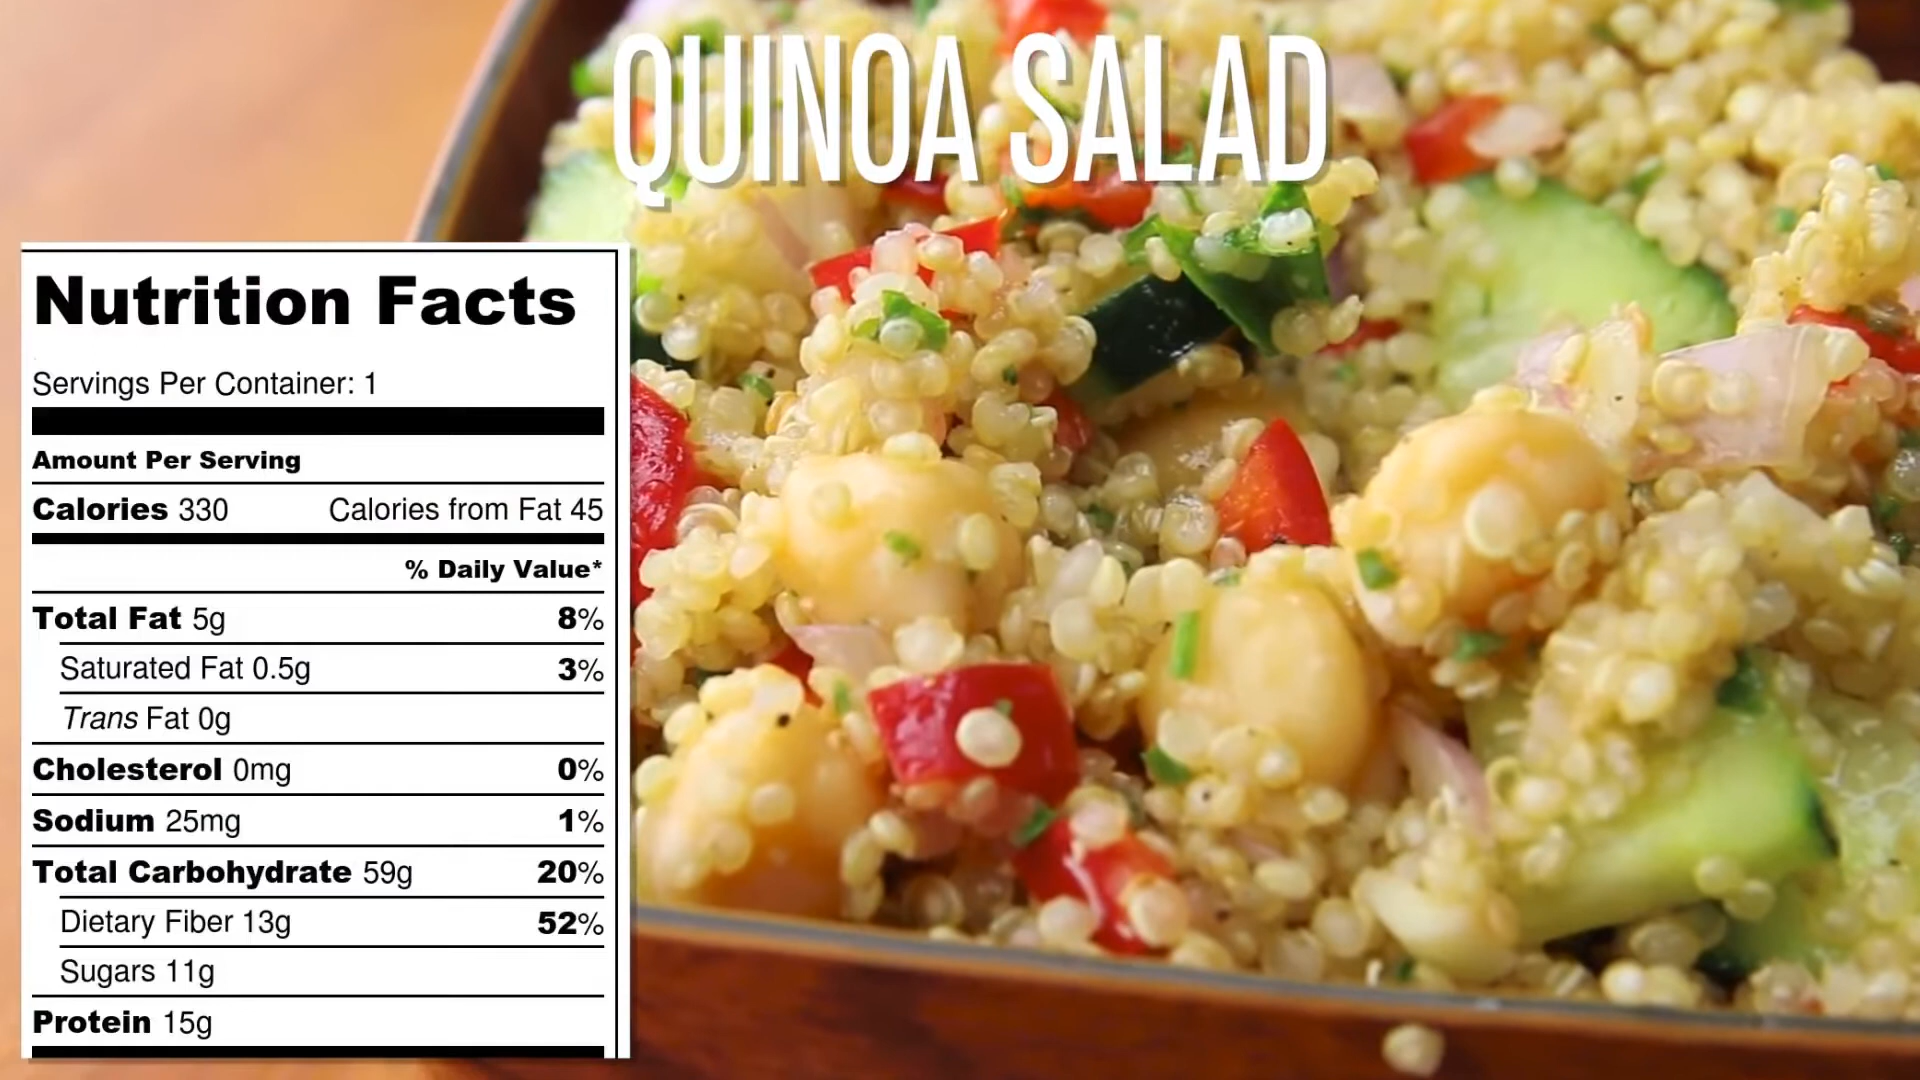 QUINOA SALAD
Nutrition Facts
Servings Per Container: 1
Amount Per Serving
Calories 330 Calories from Fat 45
% Daily Value*
Total Fat 5g 8%
Saturated Fat 0.5g 3%
Trans Fat 0g
Cholesterol 0mg 0%
Sodium 25mg 1%
Total Carbohydrate 59g 20%
Dietary Fiber 13g 52%
Sugars 11g
Protein 15g